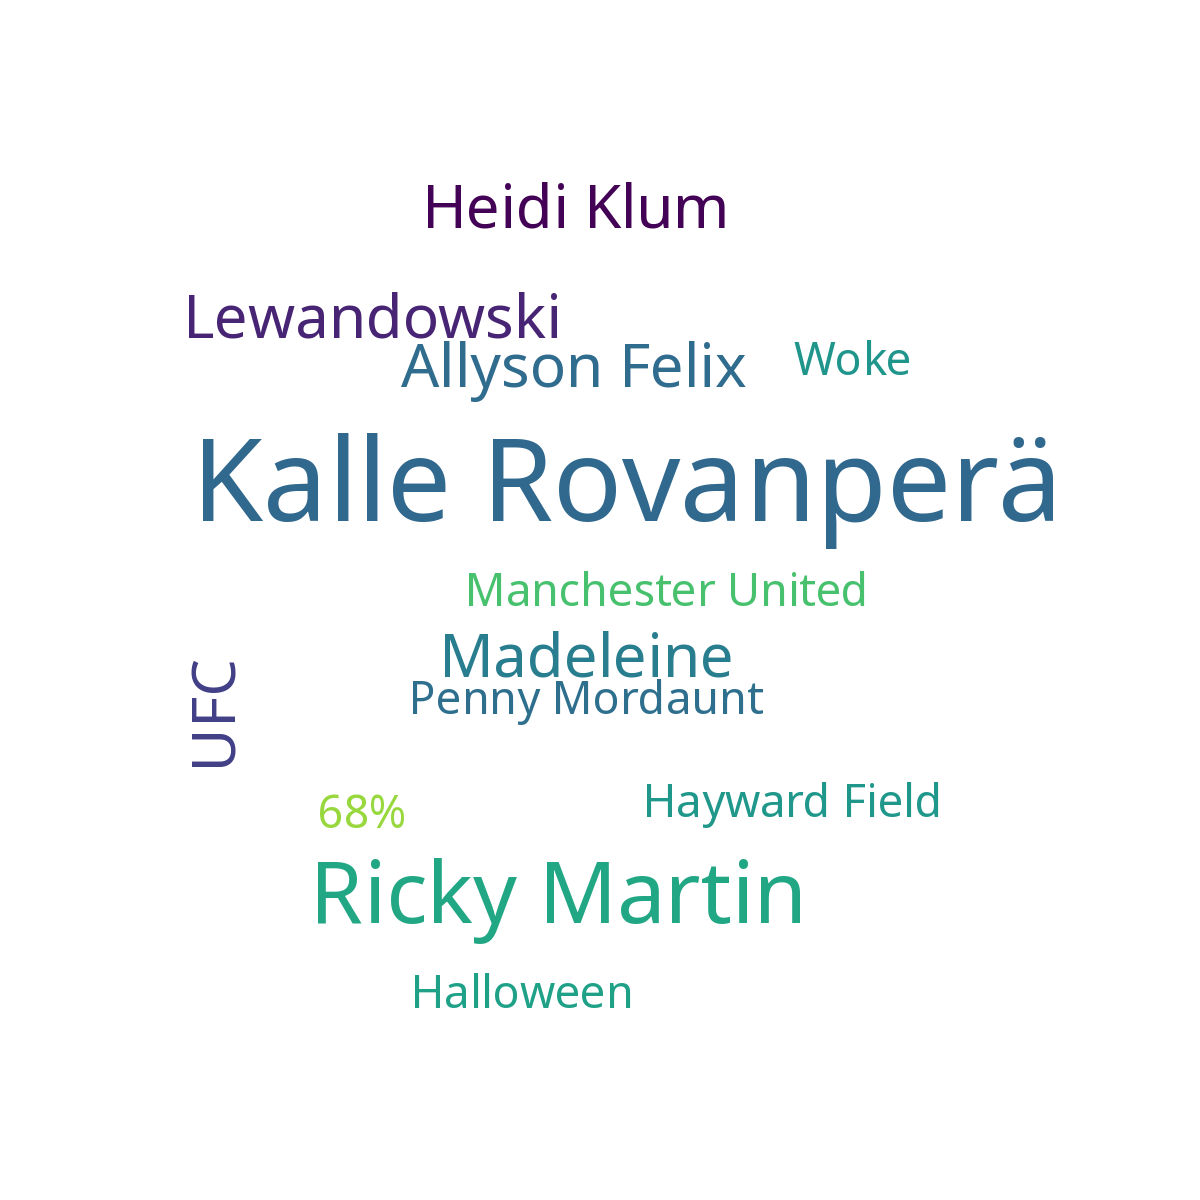 Heidi Klum
Lewandowski
Allyson Felix
Woke
Kalle Rovanperä
Manchester United
Madeleine
Penny Mordaunt
UFC
68%
Hayward Field
Ricky Martin
Halloween